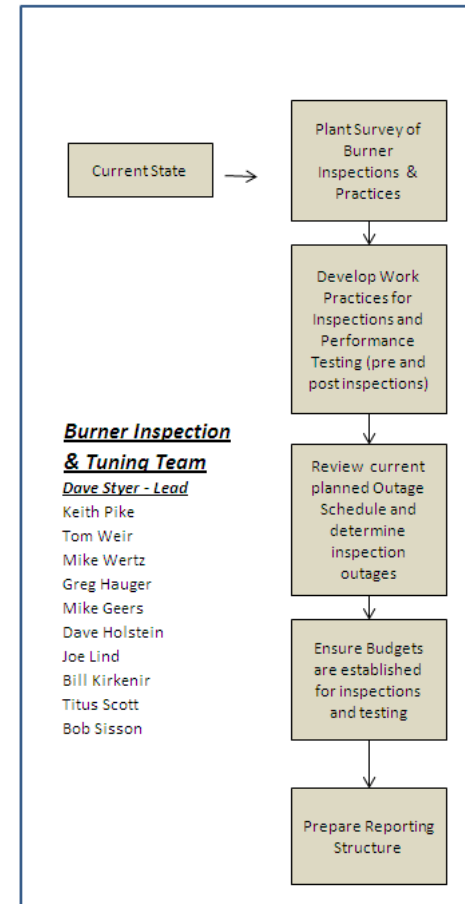 Current State
Plant Survey of
Burner
Inspections &
Practices
Develop Work
Practices for
Inspections and
Performance
Testing (pre and
post inspections)
Burner Inspection
& Tuning Team
Dave Styer - Lead
Keith Pike
Tom Weir
Mike Wertz
Greg Hauger
Mike Geers
Dave Holstein
Joe Lind
Bill Kirkenir
Titus Scott
Bob Sisson
Review current
planned Outage
Schedule and
determine
inspection
outages
Ensure Budgets
are established
for inspections
and testing
Prepare Reporting
Structure